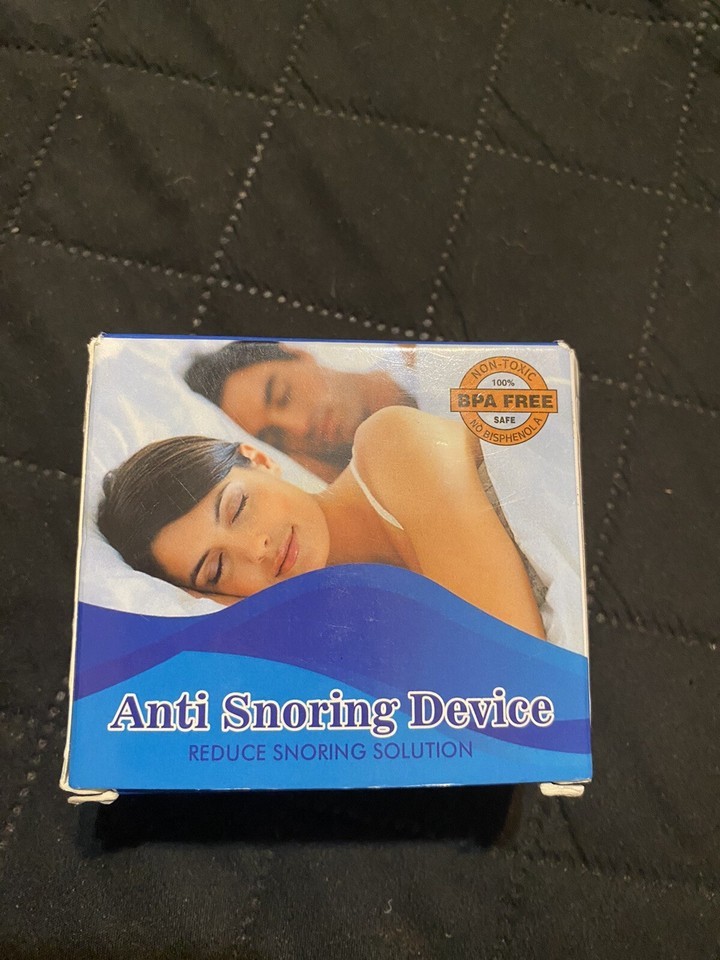 NON-TOXIC
100%
BPA FREE
SAFE
NO BISPHENOL A
Anti Snoring Device
REDUCE SNORING SOLUTION